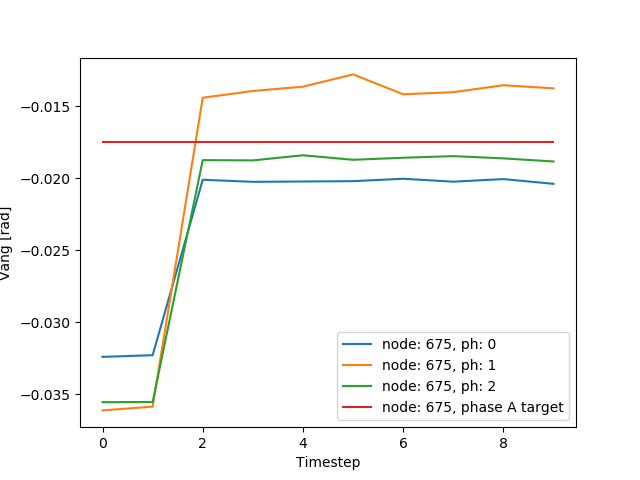 −0.015
−0.020
−0.025
−0.030
−0.035
Vang [rad]
0
2
4
6
8
Timestep
node: 675, ph: 0
node: 675, ph: 1
node: 675, ph: 2
node: 675, phase A target